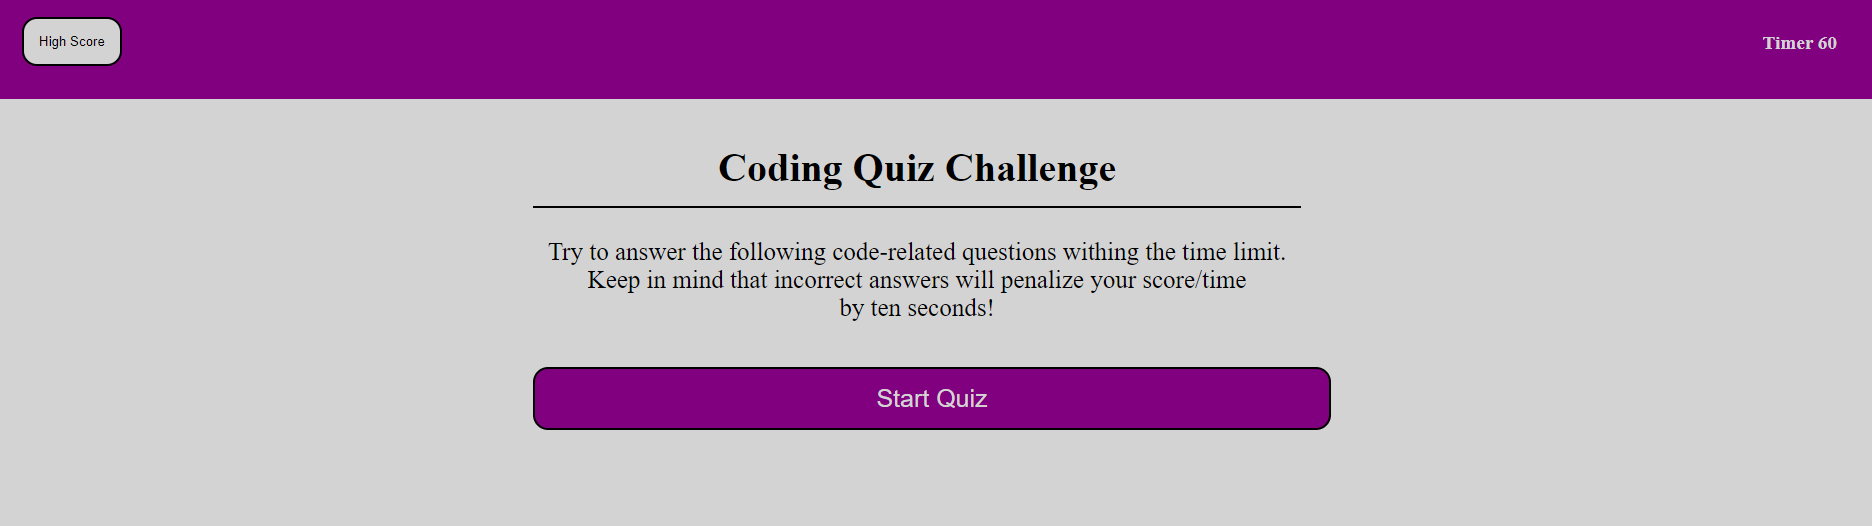 High Score
Timer 60
Coding Quiz Challenge
Try to answer the following code-related questions withing the time limit.
Keep in mind that incorrect answers will penalize your score/time
by ten seconds!
Start Quiz